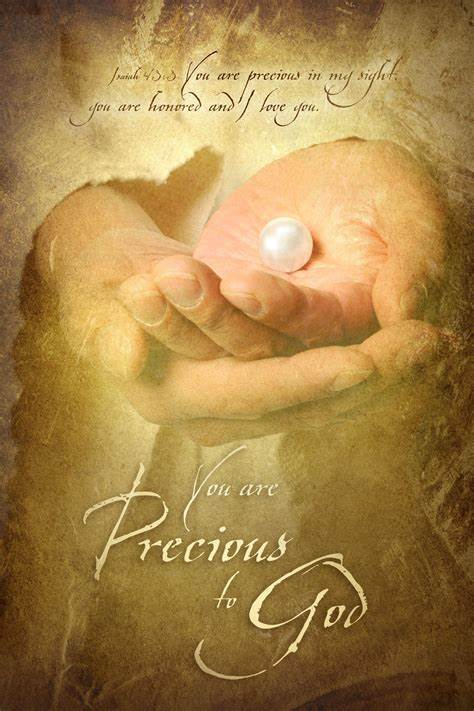 Isaiah 43:3 You are precious in my sight,
you are honored and I love you.
You are
Precious
to God